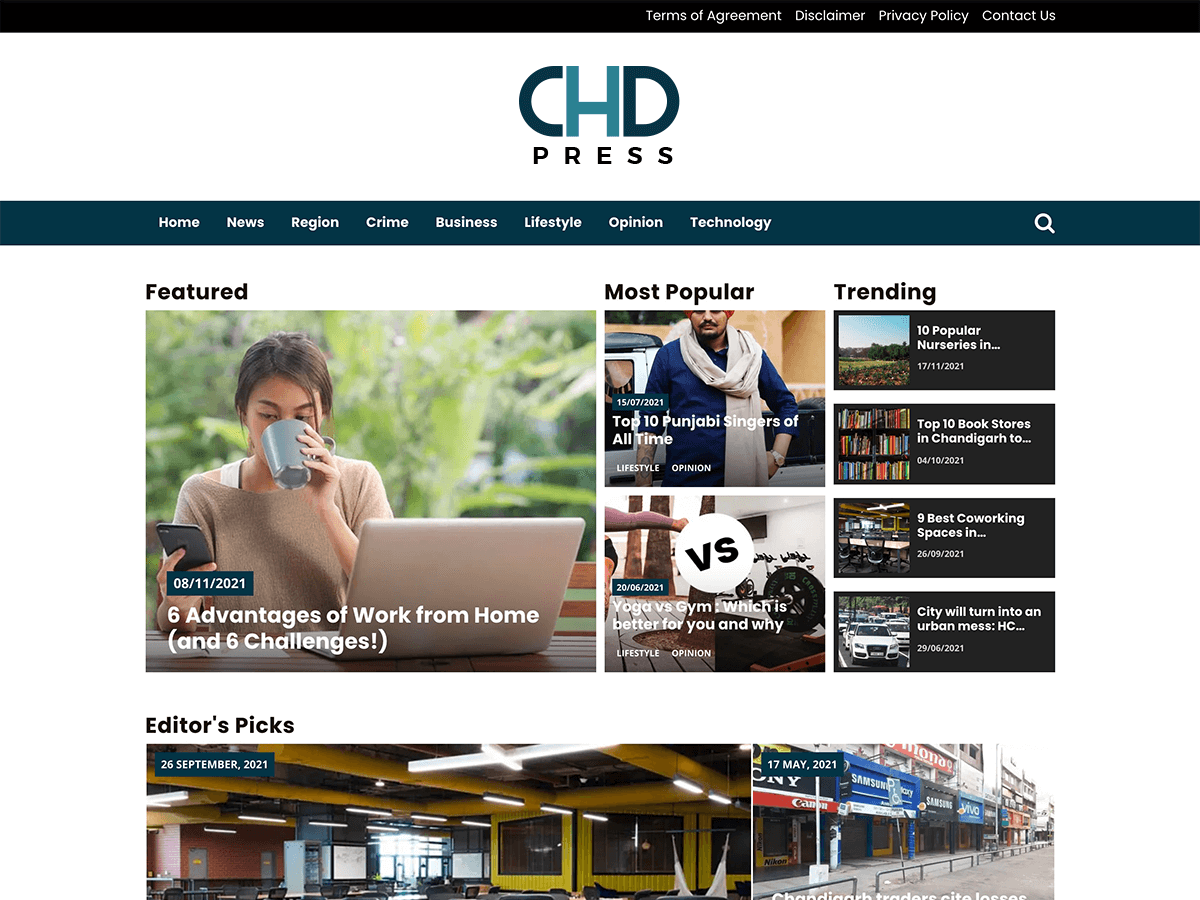 Terms of Agreement Disclaimer Privacy Policy Contact Us
CHD
PRESS
Home News Region Crime Business Lifestyle Opinion Technology
Featured
08/11/2021
6 Advantages of Work from Home
(and 6 Challenges!)
Most Popular
15/07/2021
Top 10 Punjabi Singers of
All Time
LIFESTYLE OPINION
VS
20/06/2021
Yoga vs Gym : Which is
better for you and why
LIFESTYLE OPINION
Trending
10 Popular
Nurseries in...
17/11/2021
Top 10 Book Stores
in Chandigarh to...
04/10/2021
9 Best Coworking
Spaces in...
26/09/2021
City will turn into an
urban mess: HC...
29/06/2021
Editor's Picks
26 SEPTEMBER, 2021
17 MAY, 2021
SAMSUNG
Canon
SAMSUNG
vivo
Nikon
Chandigarh traders cite losses